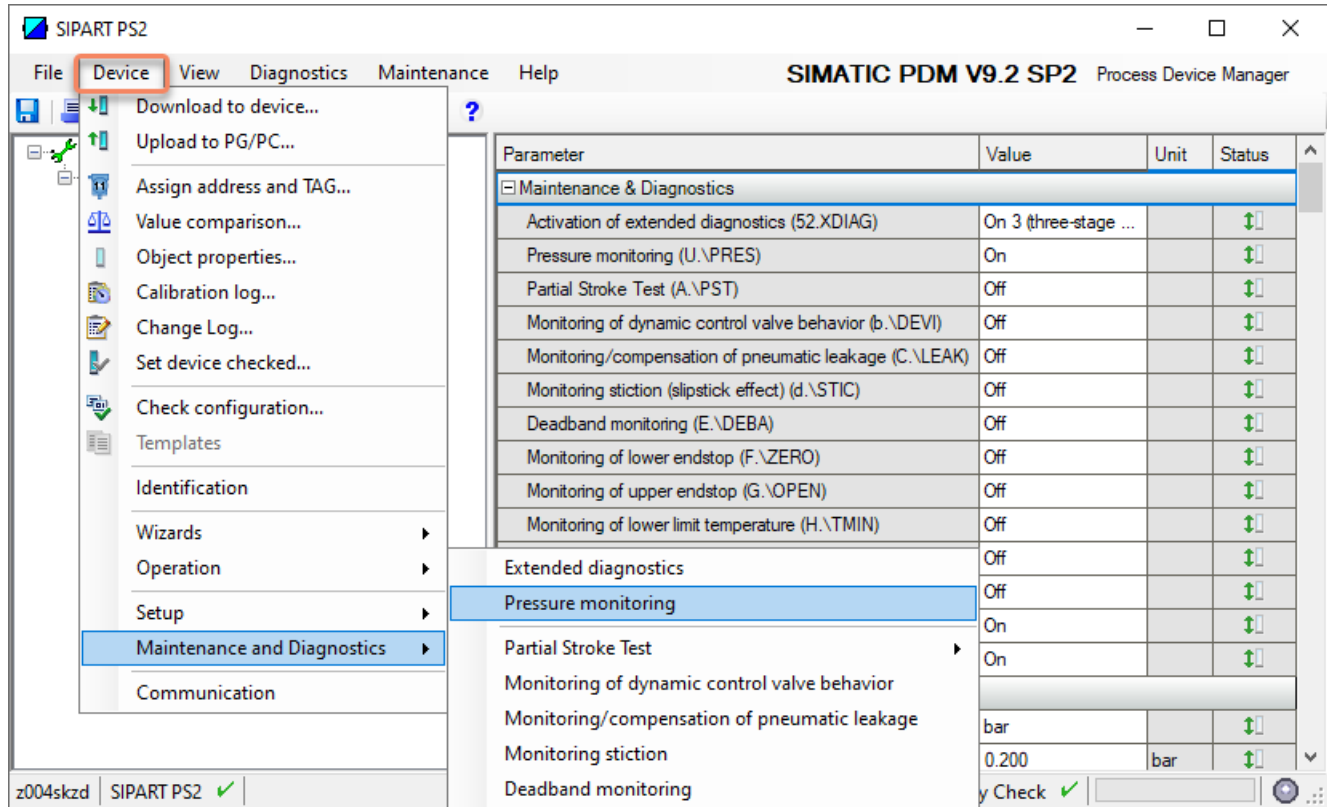 SIPART PS2
File Device View Diagnostics Maintenance Help SIMATIC PDM V9.2 SP2 Process Device Manager
Download to device...
Upload to PG/PC...
Assign address and TAG...
Value comparison...
Object properties...
Calibration log...
Change Log...
Set device checked...
Check configuration...
Templates
Identification
Wizards
Operation
Setup
Maintenance and Diagnostics
Communication
Extended diagnostics
Pressure monitoring
Partial Stroke Test
Monitoring of dynamic control valve behavior
Monitoring/compensation of pneumatic leakage
Monitoring stiction
Deadband monitoring
Parameter Value Unit Status
Maintenance & Diagnostics
Activation of extended diagnostics (52.XDIAG) On 3 (three-stage ...
Pressure monitoring (U.\PRES) On
Partial Stroke Test (A.\PST) Off
Monitoring of dynamic control valve behavior (b.\DEVI) Off
Monitoring/compensation of pneumatic leakage (C.\LEAK) Off
Monitoring stiction (slipstick effect) (d.\STIC) Off
Deadband monitoring (E.\DEBA) Off
Monitoring of lower endstop (F.\ZERO) Off
Monitoring of upper endstop (G.\OPEN) Off
Monitoring of lower limit temperature (H.\TMIN) Off
Off
Off
On
On
bar
0.200 bar
z004skzd SIPART PS2 y Check